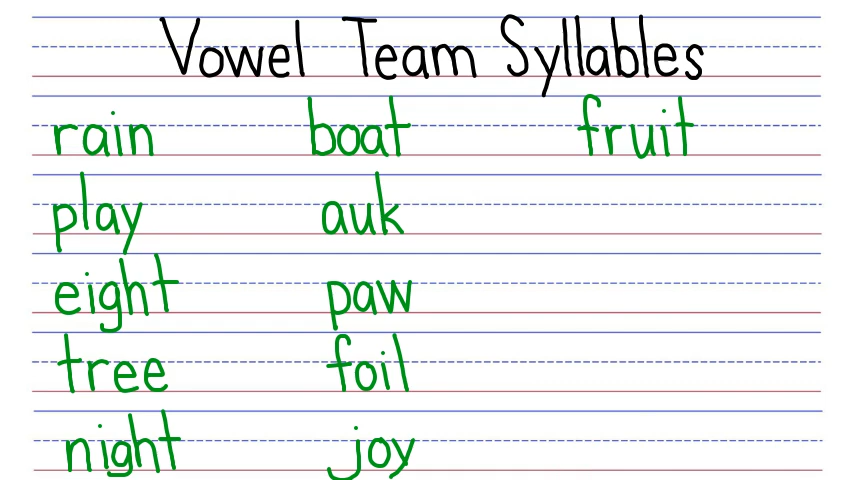 Vowel Team Syllables
rain boat fruit
play auk
eight paw
tree foil
night joy